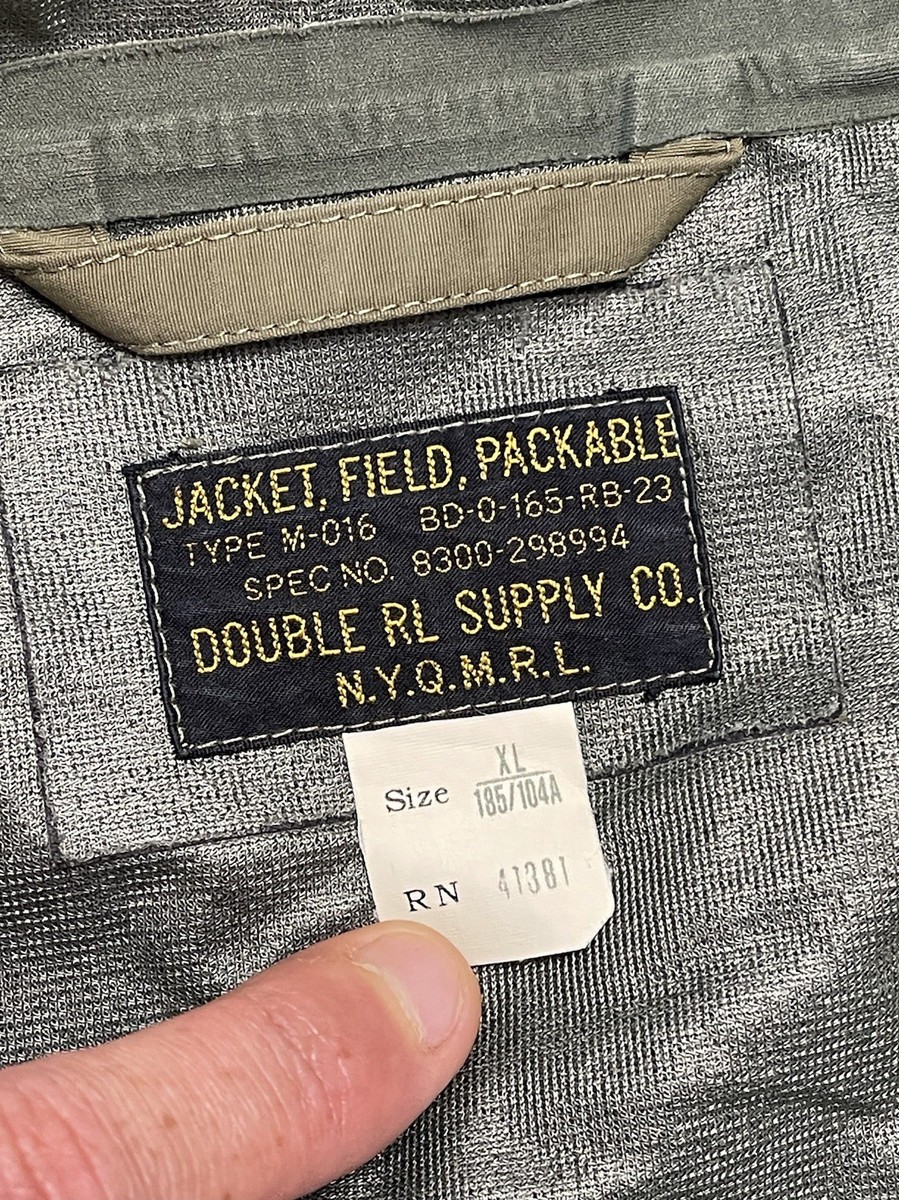 JACKET, FIELD, PACKABLE
TYPE M-016 BD-0-165-RB-23
SPEC NO. 8300-298994
DOUBLE RL SUPPLY CO.
N.Y.Q.M.R.L.
XL
Size 185/104A
RN 41381